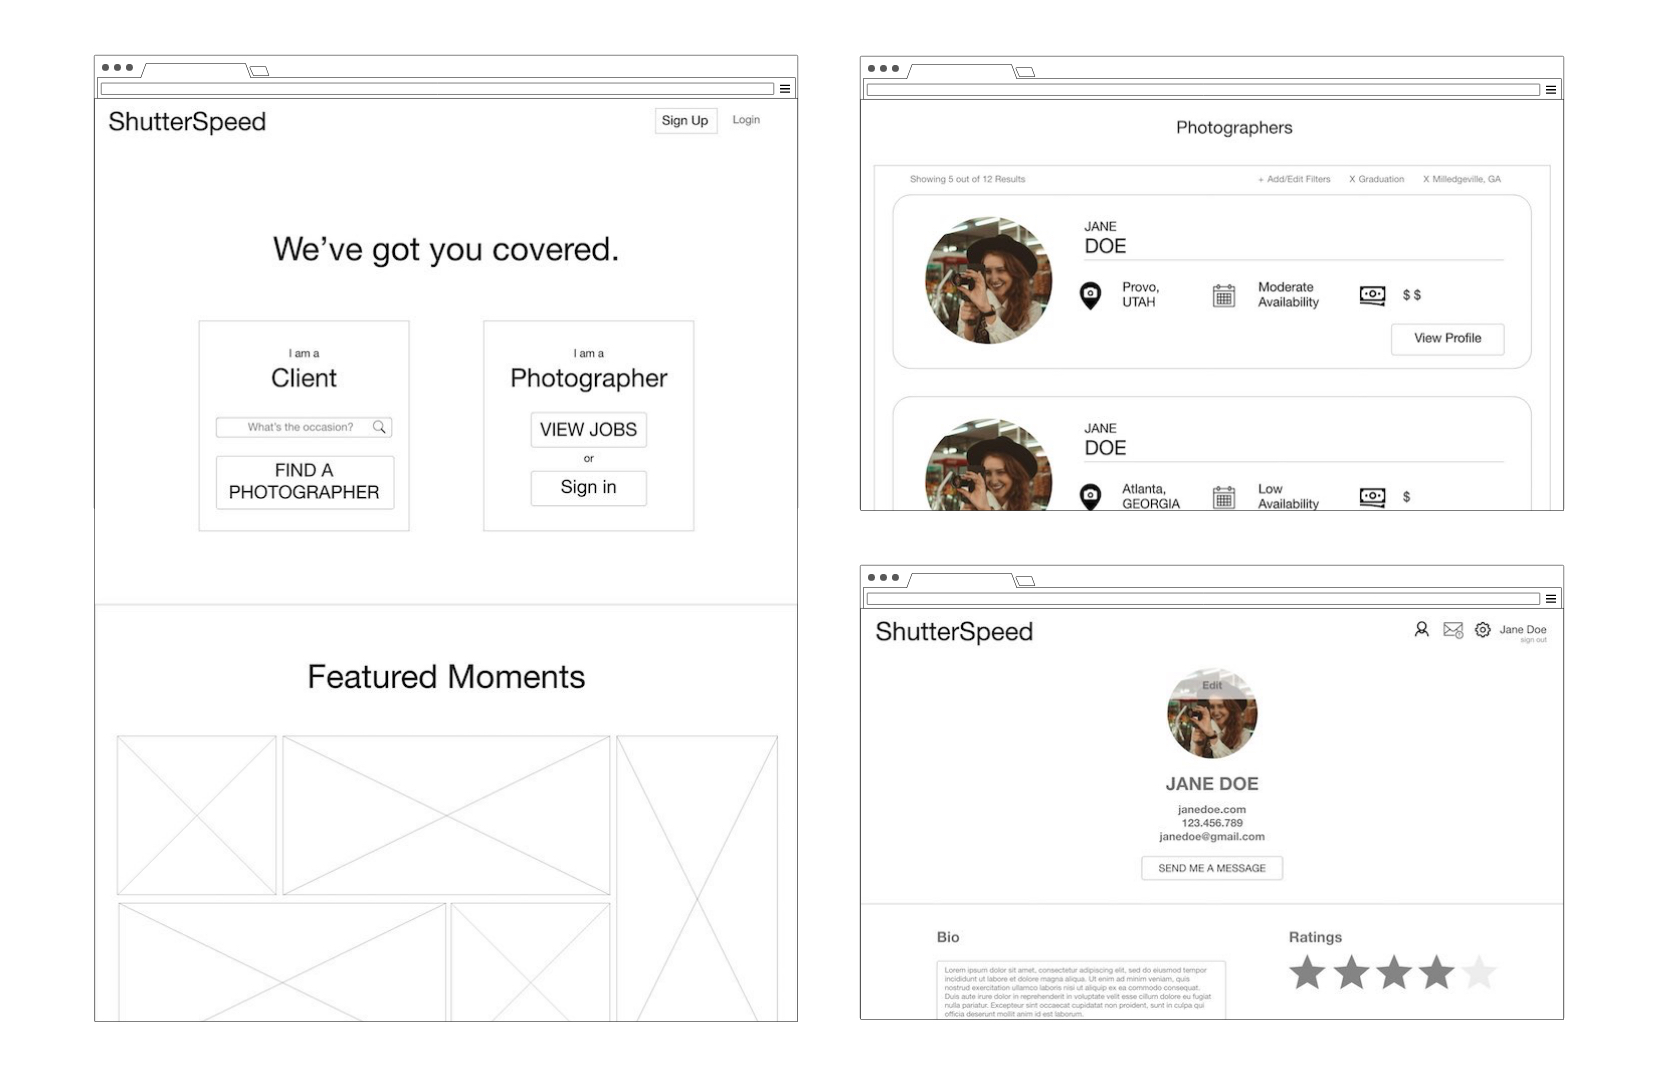 ShutterSpeed
Sign Up
Login
We've got you covered.
I am a
Client
What's the occasion?
FIND A
PHOTOGRAPHER
I am a
Photographer
VIEW JOBS
or
Sign in
Featured Moments
Photographers
Showing 5 out of 12 Results
+ Add/Edit Filters
X Graduation
X Milledgeville, GA
JANE
DOE
Provo,
UTAH
Moderate
Availability
$ $
View Profile
JANE
DOE
Atlanta,
GEORGIA
Low
Availability
$
ShutterSpeed
Jane Doe
sign out
Edit
JANE DOE
janedoe.com
123.456.789
janedoe@gmail.com
SEND ME A MESSAGE
Bio
Lorem ipsum dolor sit amet, consectetur adipiscing elit, sed do eiusmod tempor
incididunt ut labore et dolore magna aliqua. Ut enim ad minim veniam, quis
nostrud exercitation ullamco laboris nisi ut aliquip ex ea commodo consequat.
Duis aute irure dolor in reprehenderit in voluptate velit esse cillum dolore eu fugiat
nulla pariatur. Excepteur sint occaecat cupidatat non proident, sunt in culpa qui
officia deserunt mollit anim id est laborum.
Ratings